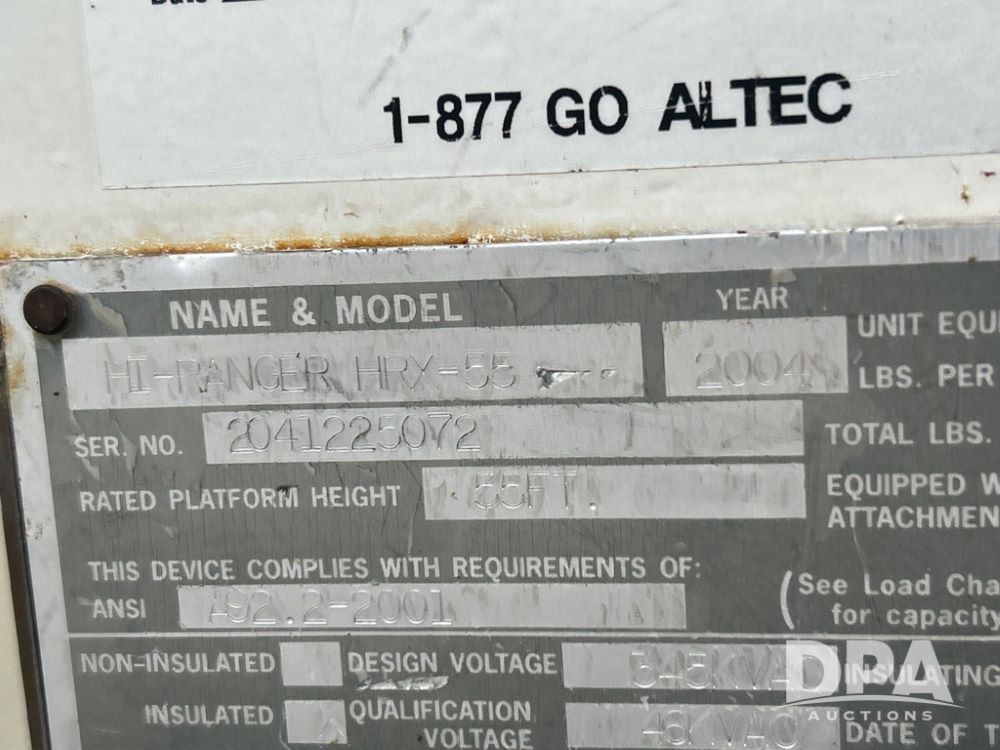 1-877 GO ALTEC
NAME & MODEL
HI-RANGER HRX-55
YEAR
2004
UNIT EQU
LBS. PER
SER. NO.
2041225072
TOTAL LBS.
RATED PLATFORM HEIGHT
55FT.
EQUIPPED W
ATTACHMEN
THIS DEVICE COMPLIES WITH REQUIREMENTS OF:
ANSI
A92.2-2001
(See Load Cha
for capacity
NON-INSULATED
DESIGN VOLTAGE
345KVA
INSULATING
INSULATED
X
QUALIFICATION
VOLTAGE
46KVAC
DATE OF T
DPA
AUCTIONS